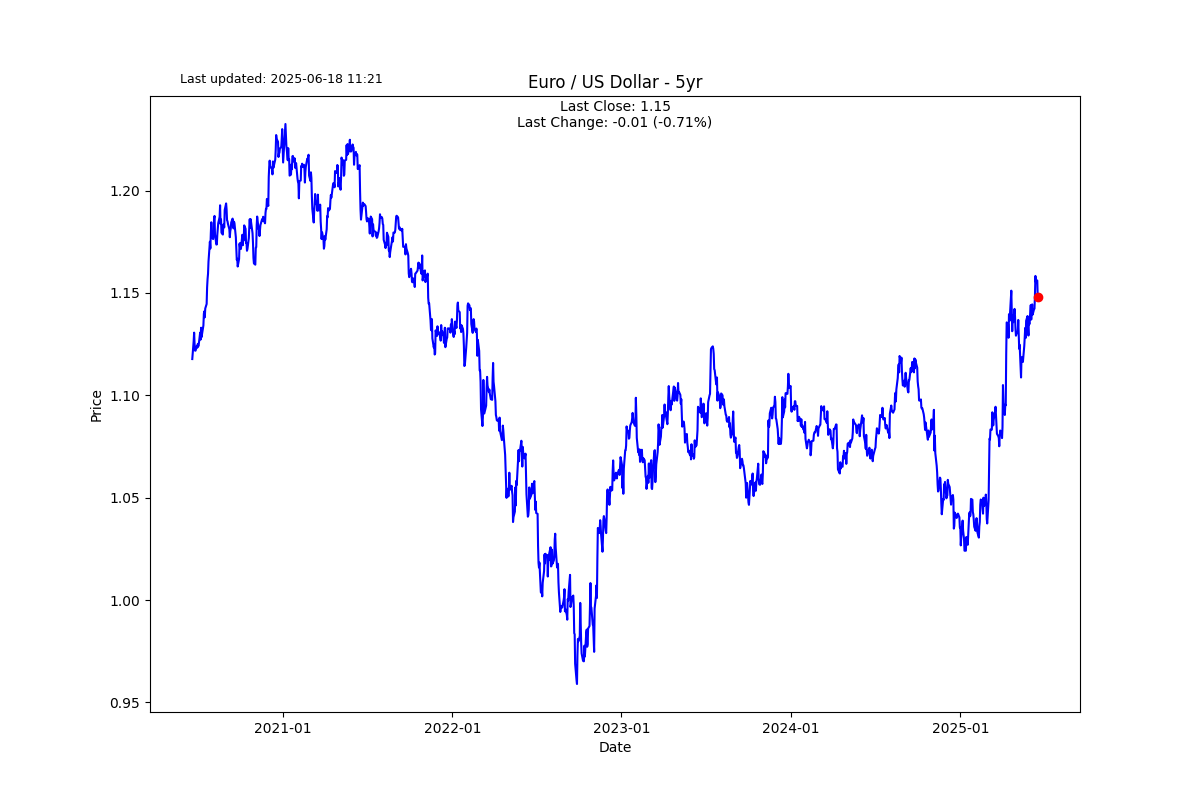 Last updated: 2025-06-18 11:21
Euro / US Dollar - 5yr
Last Close: 1.15
Last Change: -0.01 (-0.71%)
1.20
1.15
1.10
1.05
1.00
0.95
Price
2021-01
2022-01
2023-01
2024-01
2025-01
Date